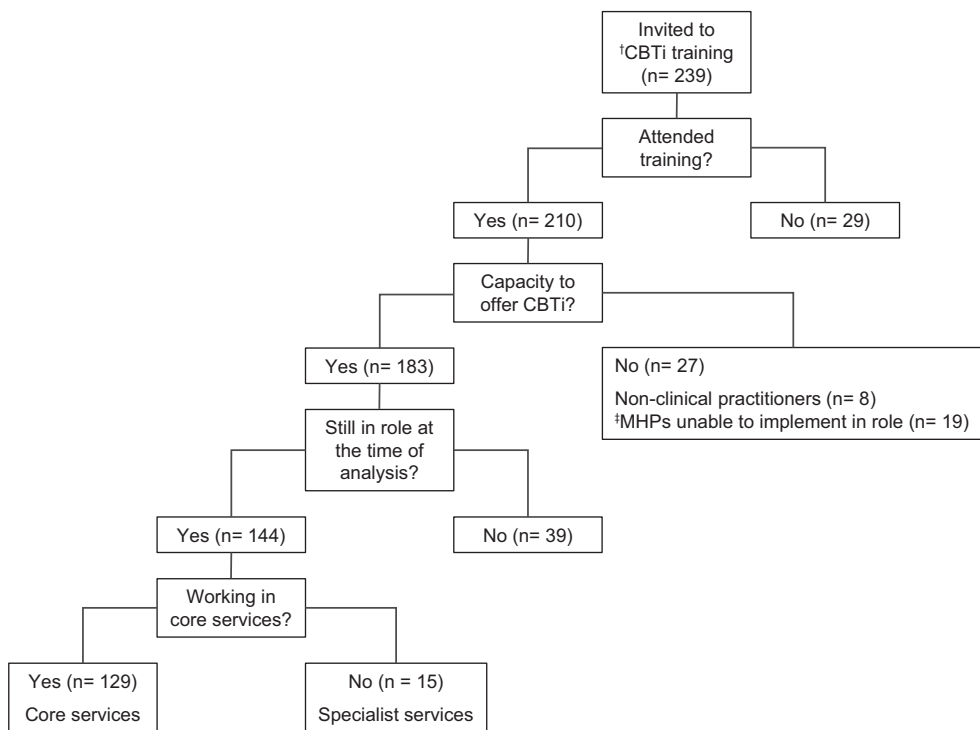 Invited to
†CBTi training
(n= 239)
Attended
training?
Yes (n= 210)
No (n= 29)
Capacity to
offer CBTi?
Yes (n= 183)
No (n= 27)
Non-clinical practitioners (n= 8)
‡MHPs unable to implement in role (n= 19)
Still in role at
the time of
analysis?
Yes (n= 144)
No (n= 39)
Working in
core services?
Yes (n= 129)
Core services
No (n = 15)
Specialist services